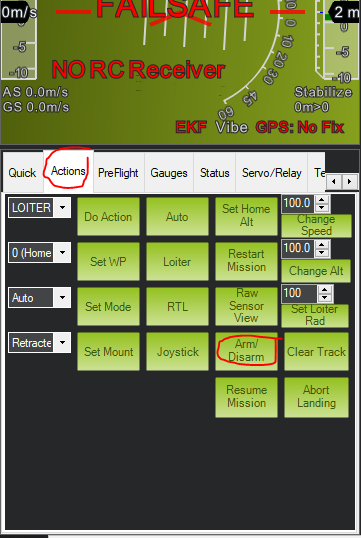 FAILSAFE
0m/s
2 m
0
-5
-10
0
-5
-10
10
20
30
45
60
NO RC Receiver
AS 0.0m/s
GS 0.0m/s
Stabilize
0m>0
EKF Vibe GPS: No Fix
Quick Actions PreFlight Gauges Status Servo/Relay Te
LOITER Do Action Auto Set Home Alt 100.0 Change Speed
0 (Home Set WP Loiter Restart Mission 100.0 Change Alt
Auto Set Mode RTL Raw Sensor View 100 Set Loiter Rad
Retracte Set Mount Joystick Arm/ Disarm Clear Track
Resume Mission Abort Landing